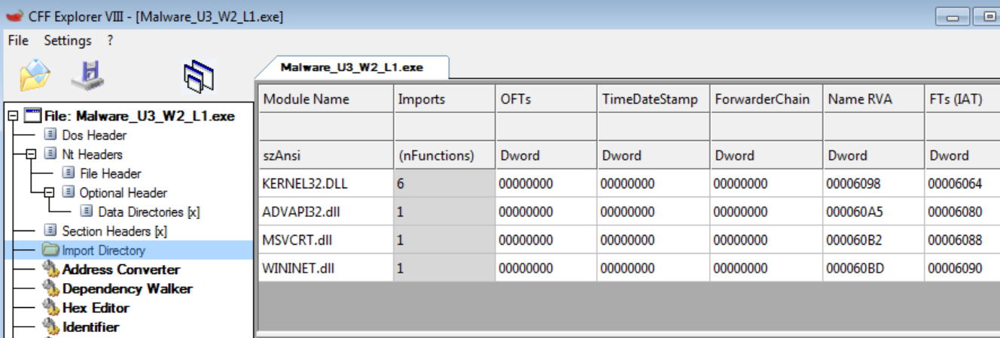 CFF Explorer VIII - [Malware_U3_W2_L1.exe]
File Settings ?
Malware_U3_W2_L1.exe
File: Malware_U3_W2_L1.exe
Dos Header
Nt Headers
File Header
Optional Header
Data Directories [x]
Section Headers [x]
Import Directory
Address Converter
Dependency Walker
Hex Editor
Identifier
Module Name Imports OFTs TimeDateStamp ForwarderChain Name RVA FTs (IAT)
szAnsi (nFunctions) Dword Dword Dword Dword Dword
KERNEL32.DLL 6 00000000 00000000 00000000 00006098 00006064
ADVAPI32.dll 1 00000000 00000000 00000000 000060A5 00006080
MSVCRT.dll 1 00000000 00000000 00000000 000060B2 00006088
WININET.dll 1 00000000 00000000 00000000 000060BD 00006090